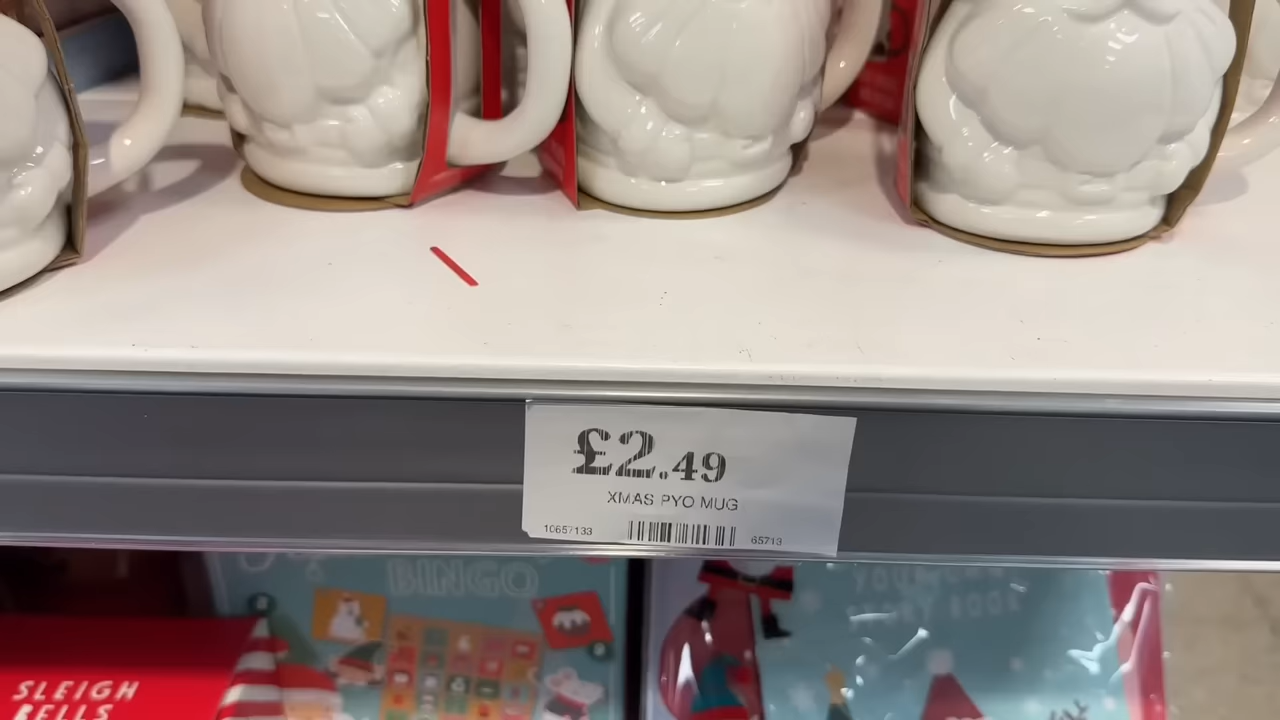 £2.49
XMAS PYO MUG
10657133 65713
BINGO
SLEIGH
BELLS